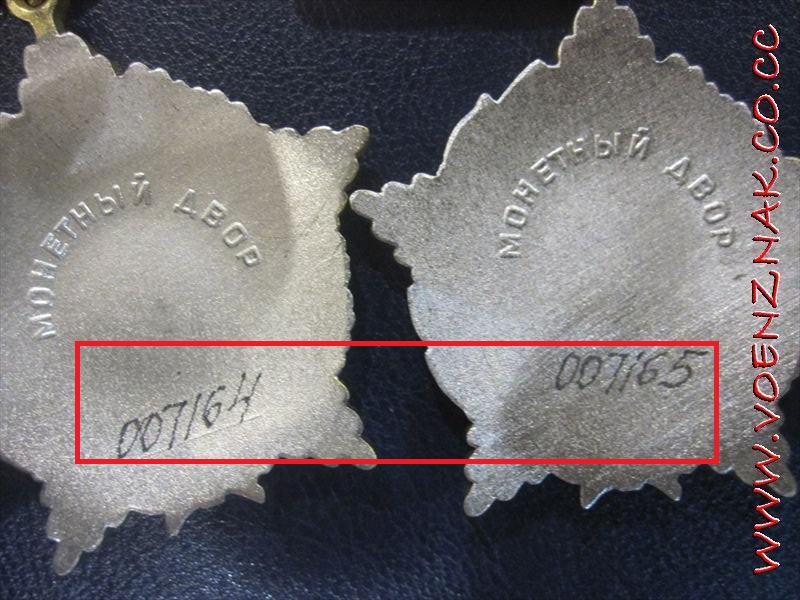 МОНЕТНЫЙ ДВОР
007164
МОНЕТНЫЙ ДВОР
007165
WWW.VOENZNAK.CO.CC